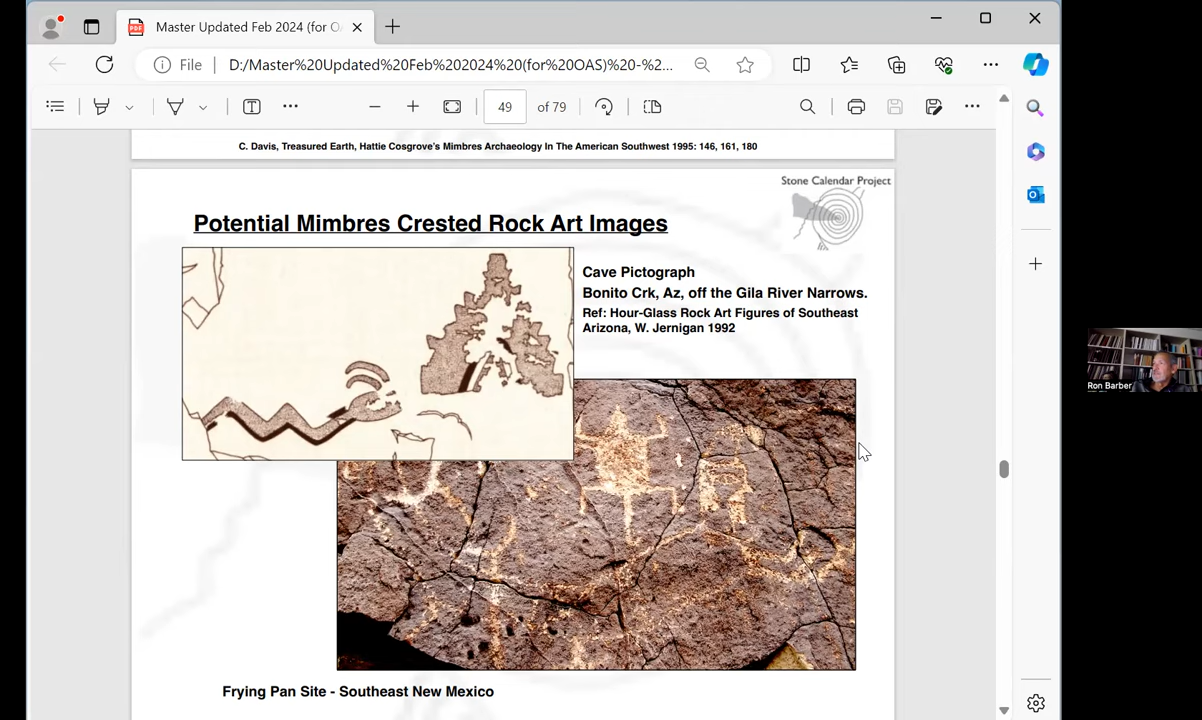 Master Updated Feb 2024 (for O
File
D:/Master%20Updated%20Feb%202024%20(for%20OAS)%20-%2...
49
of 79
C. Davis, Treasured Earth, Hattie Cosgrove's Mimbres Archaeology In The American Southwest 1995: 146, 161, 180
Stone Calendar Project
Potential Mimbres Crested Rock Art Images
Cave Pictograph
Bonito Crk, Az, off the Gila River Narrows.
Ref: Hour-Glass Rock Art Figures of Southeast
Arizona, W. Jernigan 1992
Ron Barber
Frying Pan Site - Southeast New Mexico